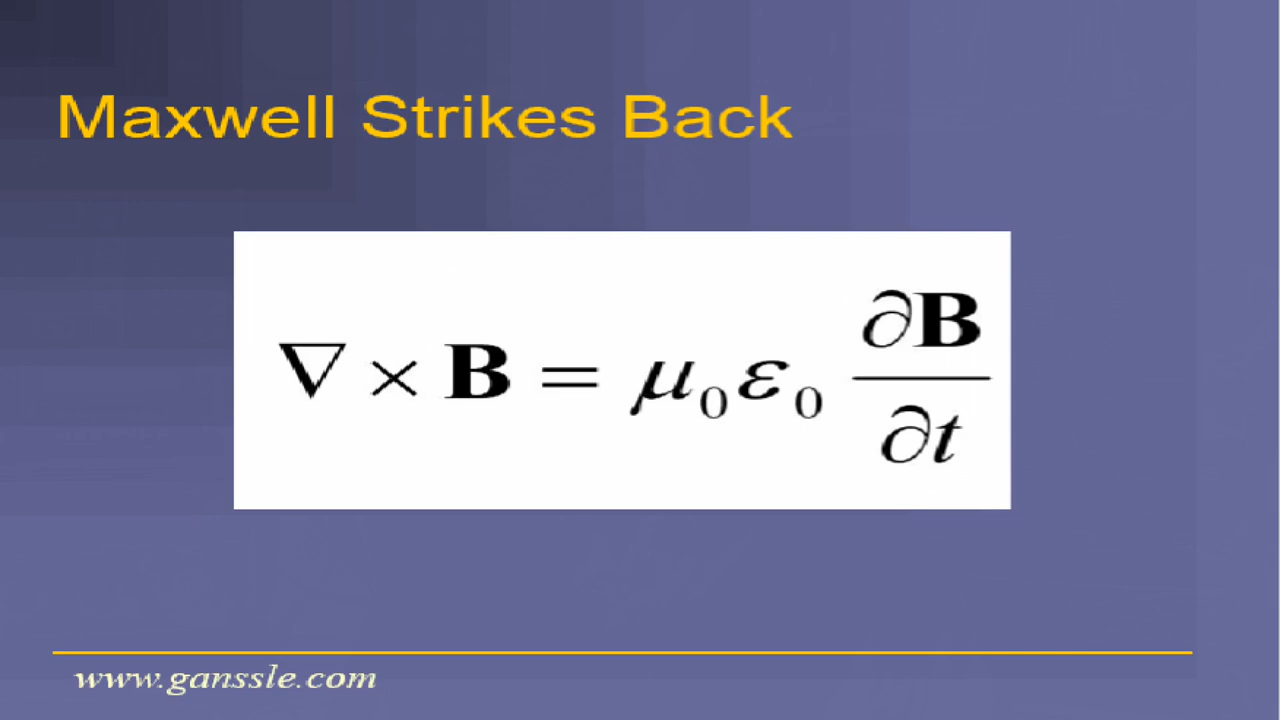 Maxwell Strikes Back
∇ × B = μ₀ε₀ ∂B/∂t
www.ganssle.com